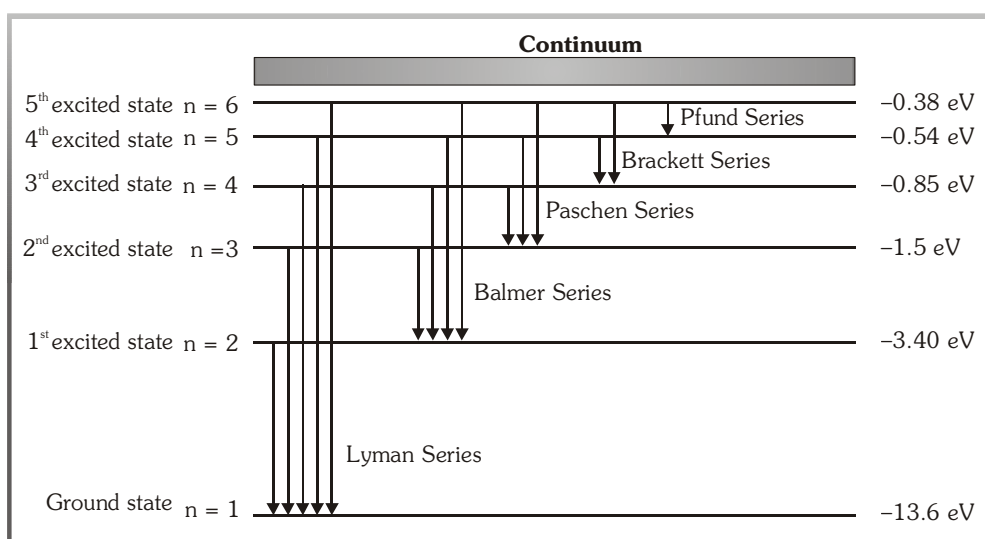 Continuum
5th excited state n = 6 −0.38 eV
Pfund Series
4th excited state n = 5 −0.54 eV
Brackett Series
3rd excited state n = 4 −0.85 eV
Paschen Series
2nd excited state n =3 −1.5 eV
Balmer Series
1st excited state n = 2 −3.40 eV
Lyman Series
Ground state n = 1 −13.6 eV